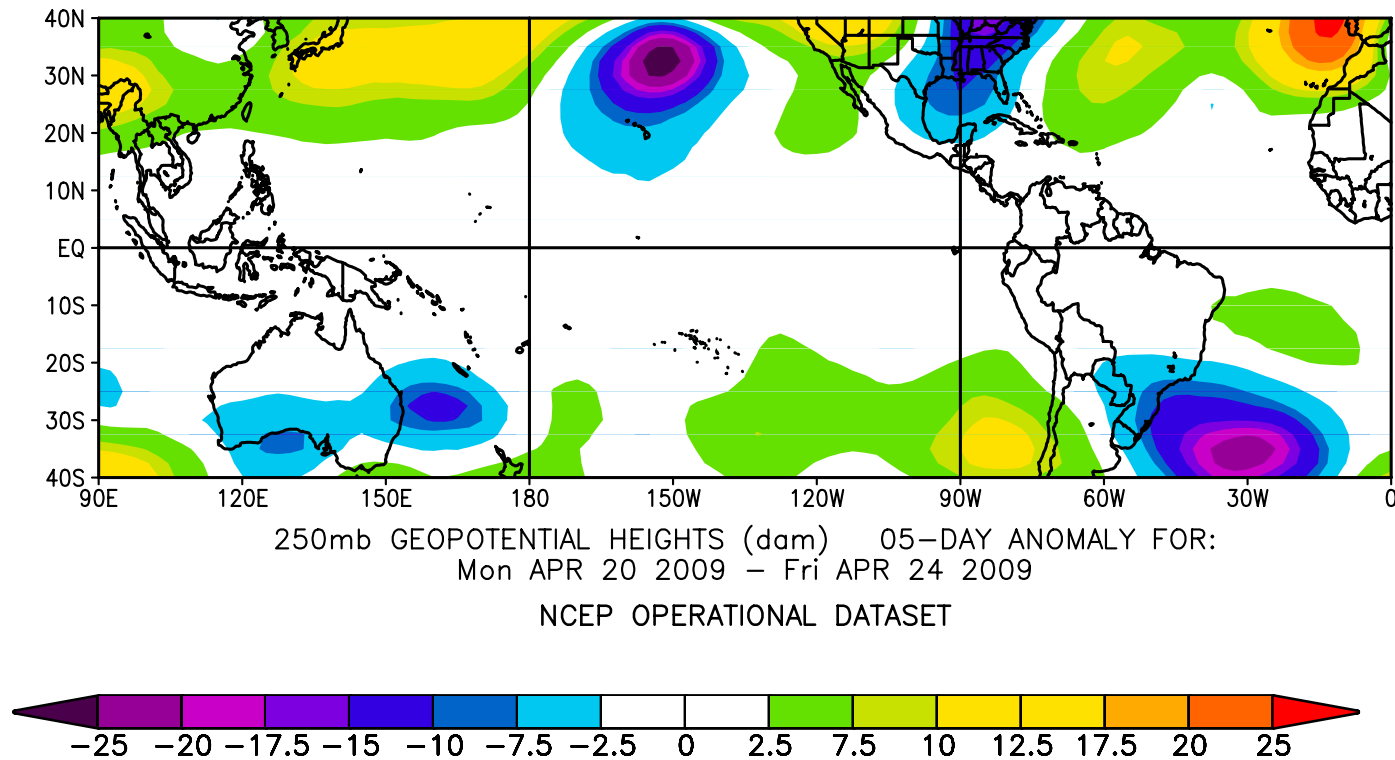 40N
30N
20N
10N
EQ
10S
20S
30S
40S
90E 120E 150E 180 150W 120W 90W 60W 30W 0
250mb GEOPOTENTIAL HEIGHTS (dam) 05-DAY ANOMALY FOR:
Mon APR 20 2009 - Fri APR 24 2009
NCEP OPERATIONAL DATASET
-25 -20 -17.5 -15 -10 -7.5 -2.5 0 2.5 7.5 10 12.5 17.5 20 25